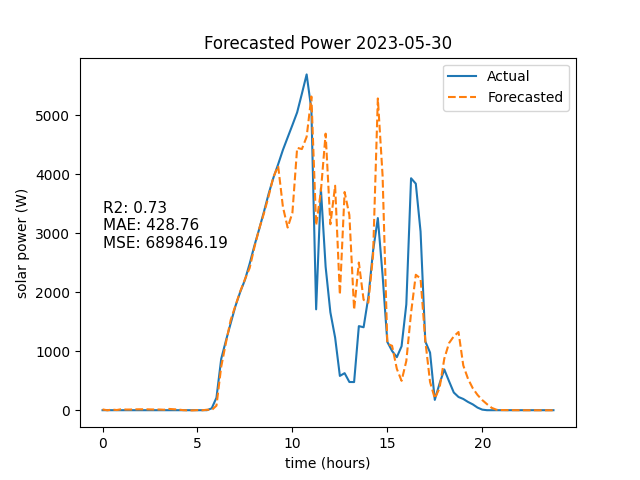 Forecasted Power 2023-05-30
Actual
Forecasted
R2: 0.73
MAE: 428.76
MSE: 689846.19
solar power (W)
5000
4000
3000
2000
1000
0
0 5 10 15 20
time (hours)